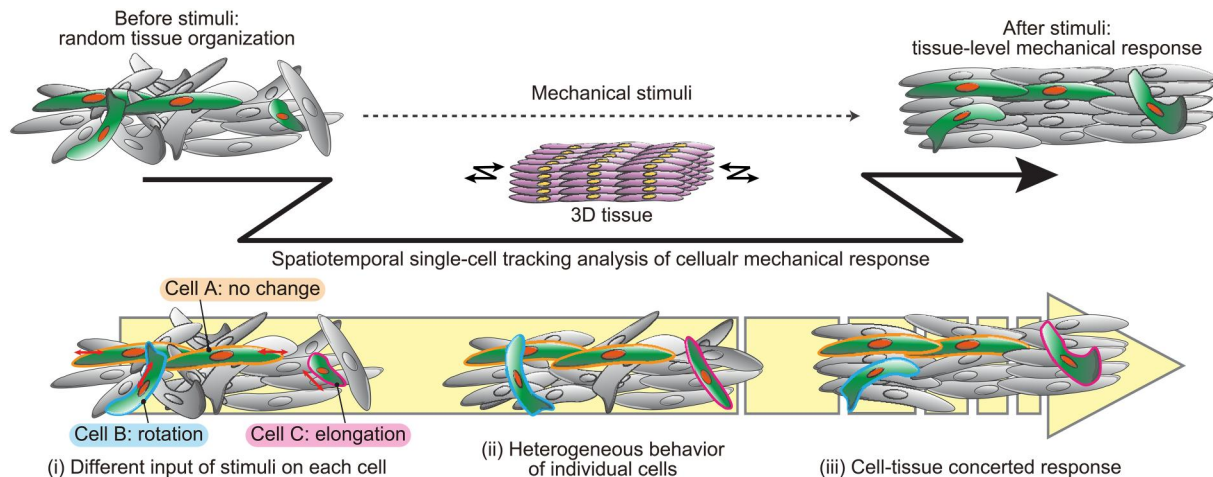 Before stimuli:
random tissue organization
Mechanical stimuli
After stimuli:
tissue-level mechanical response
3D tissue
Spatiotemporal single-cell tracking analysis of cellualr mechanical response
Cell A: no change
Cell B: rotation
Cell C: elongation
(i) Different input of stimuli on each cell
(ii) Heterogeneous behavior
of individual cells
(iii) Cell-tissue concerted response